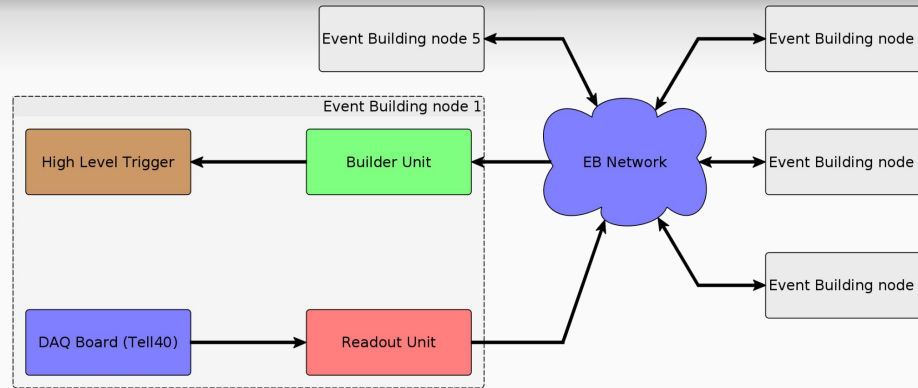 Event Building node 5
Event Building node
Event Building node 1
High Level Trigger
Builder Unit
EB Network
Event Building node
Event Building node
DAQ Board (Tell40)
Readout Unit